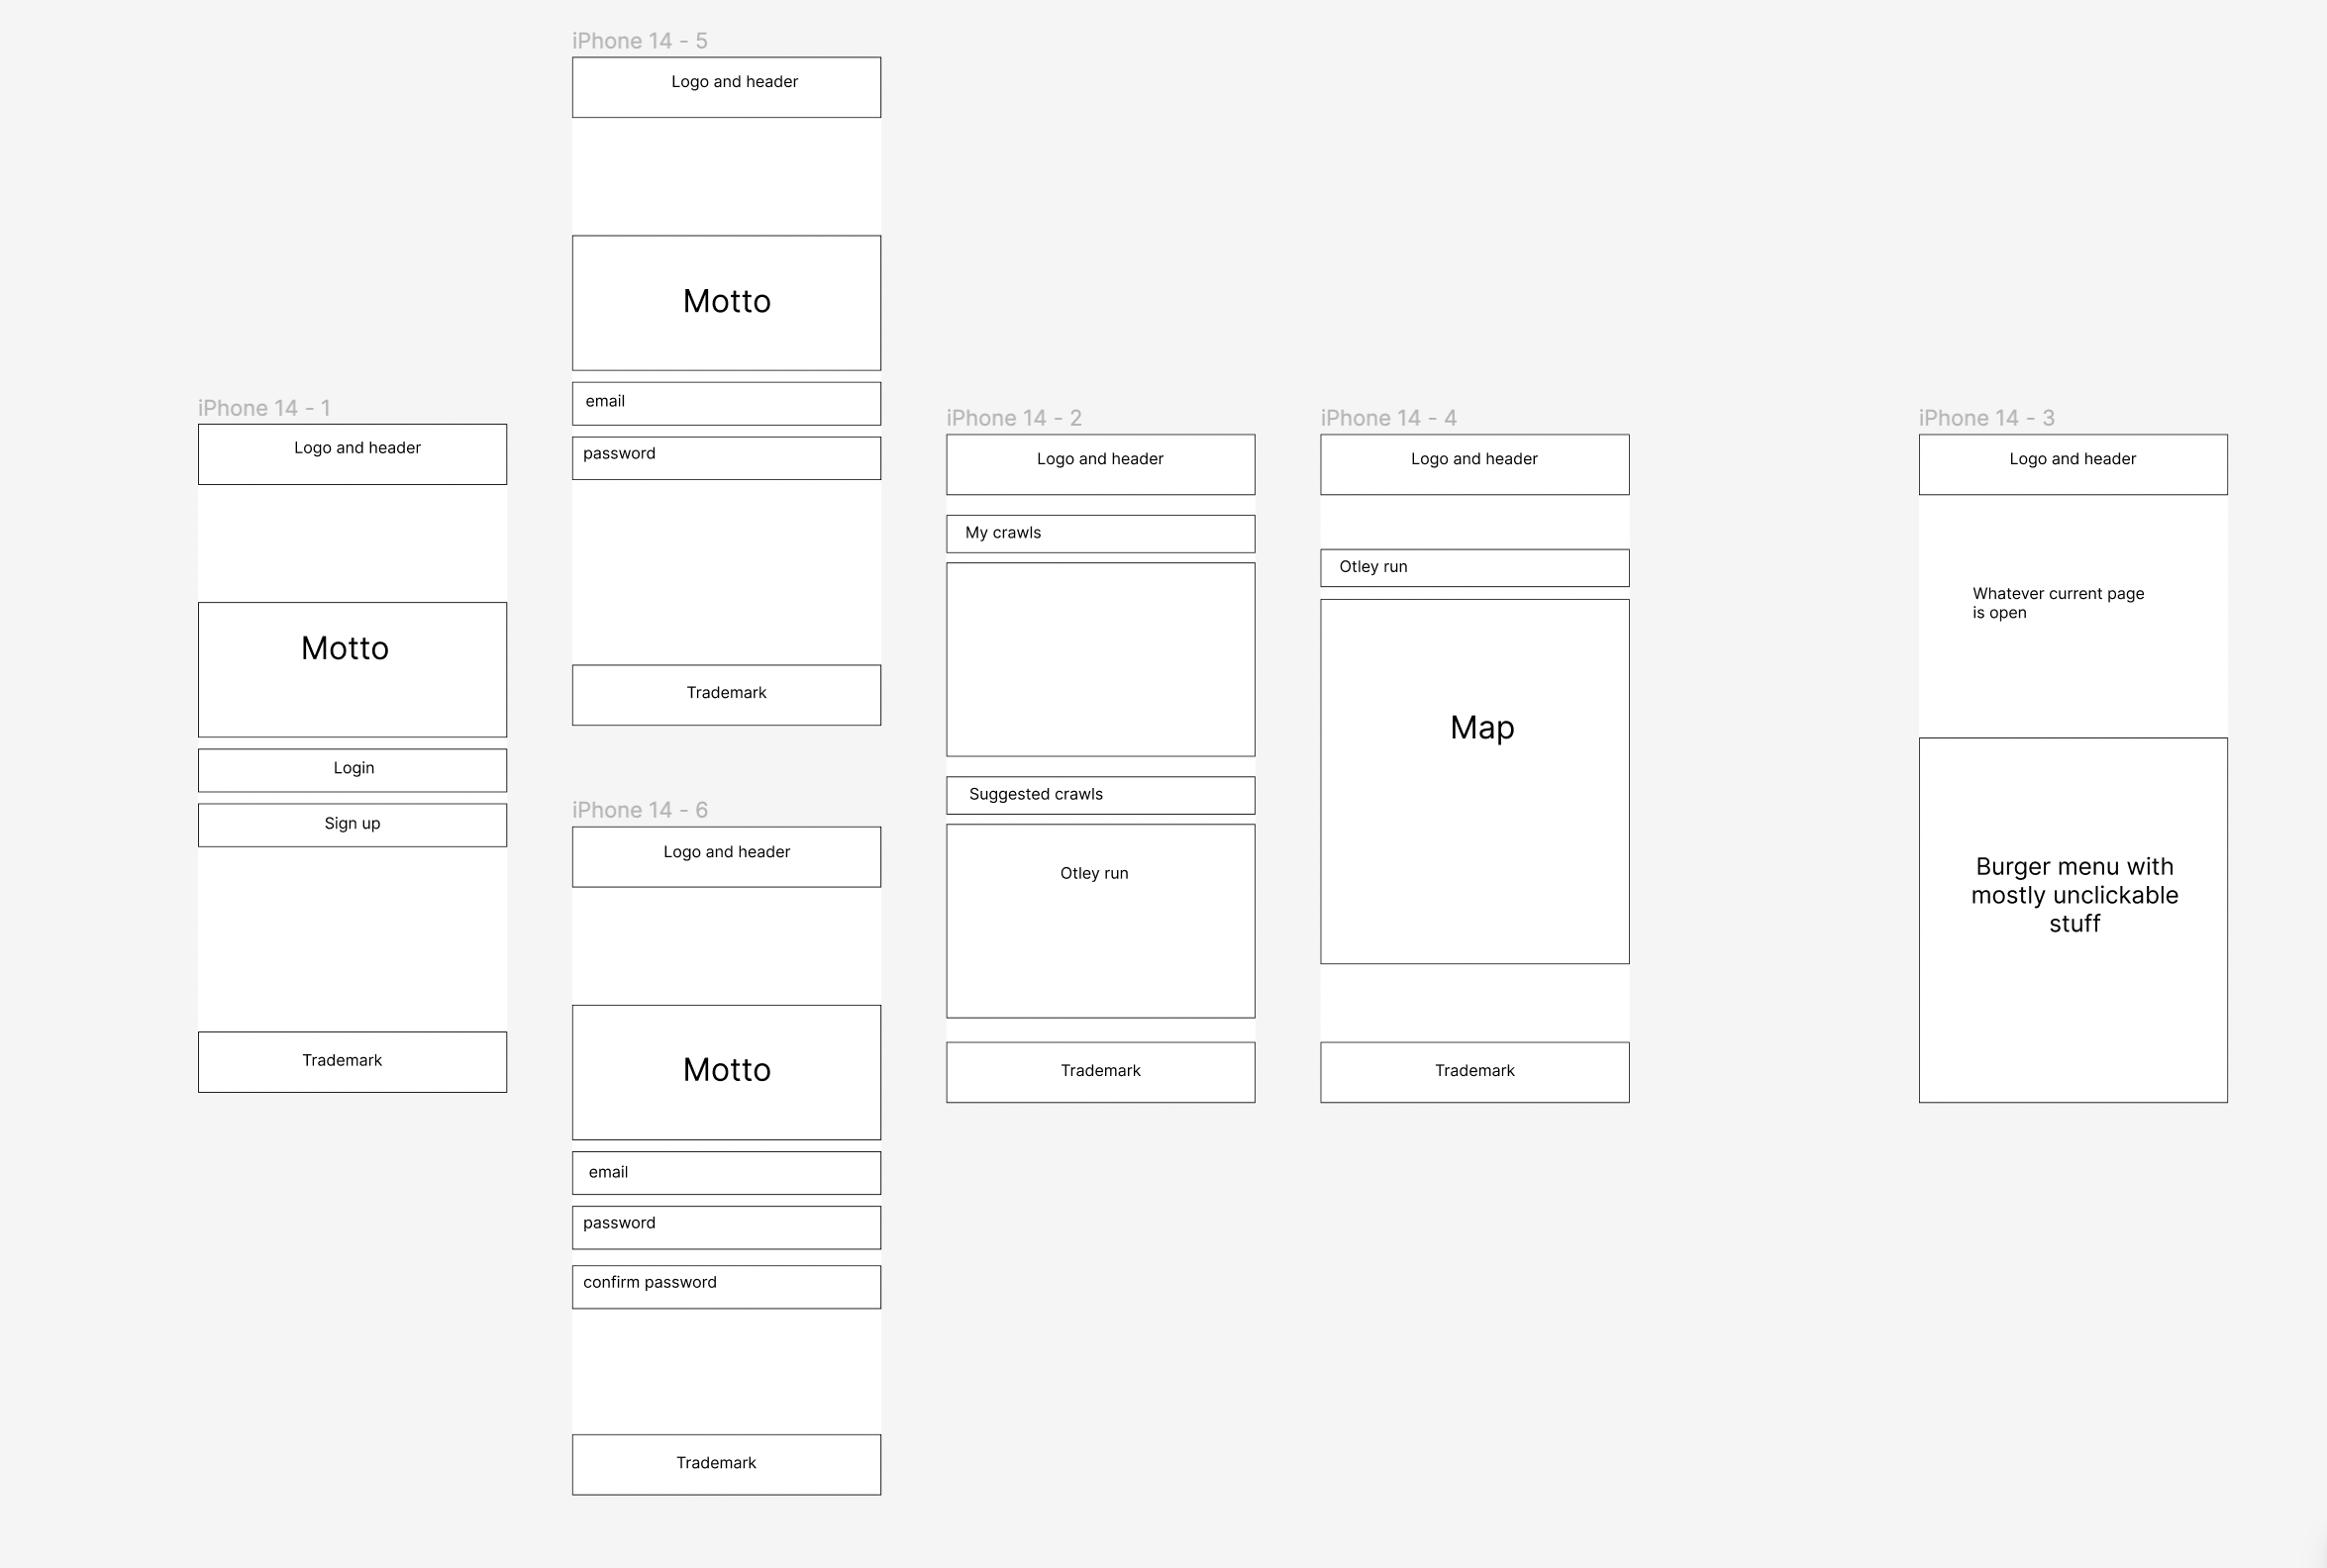 iPhone 14 - 1
Logo and header
Motto
Login
Sign up
Trademark
iPhone 14 - 5
Logo and header
Motto
email
password
Trademark
iPhone 14 - 6
Logo and header
Motto
email
password
confirm password
Trademark
iPhone 14 - 2
Logo and header
My crawls
Suggested crawls
Otley run
Trademark
iPhone 14 - 4
Logo and header
Otley run
Map
Trademark
iPhone 14 - 3
Logo and header
Whatever current page
is open
Burger menu with
mostly unclickable
stuff